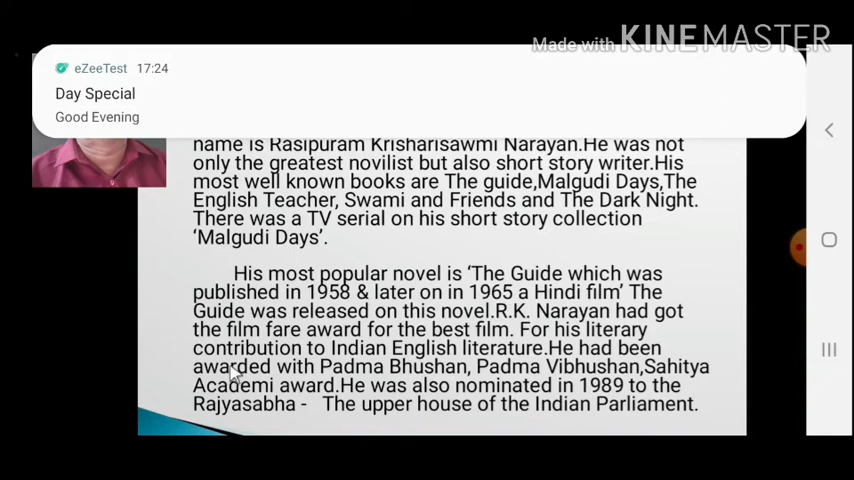 Made with KINEMASTER
eZeeTest 17:24
Day Special
Good Evening
name is Rasipuram Krisharisawmi Narayan.He was not
only the greatest novilist but also short story writer.His
most well known books are The guide,Malgudi Days,The
English Teacher, Swami and Friends and The Dark Night.
There was a TV serial on his short story collection
‘Malgudi Days’.
His most popular novel is ‘The Guide which was
published in 1958 & later on in 1965 a Hindi film’ The
Guide was released on this novel.R.K. Narayan had got
the film fare award for the best film. For his literary
contribution to Indian English literature.He had been
awarded with Padma Bhushan, Padma Vibhushan,Sahitya
Academi award.He was also nominated in 1989 to the
Rajyasabha - The upper house of the Indian Parliament.